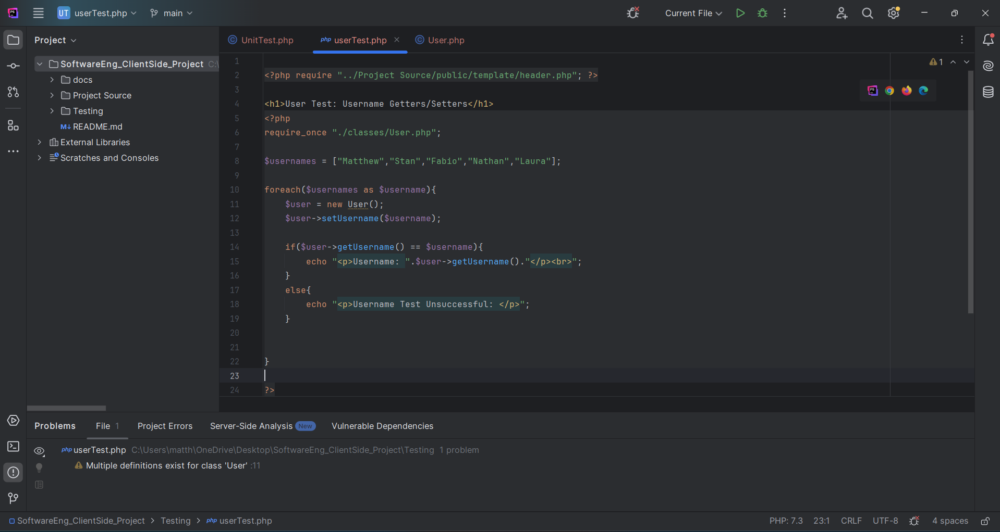 UT userTest.php main Current File
Project
UnitTest.php php userTest.php User.php
SoftwareEng_ClientSide_Project C:\
docs
Project Source
Testing
M↓ README.md
External Libraries
Scratches and Consoles
1
1
2 <?php require "../Project Source/public/template/header.php"; ?>
3
4 <h1>User Test: Username Getters/Setters</h1>
5 <?php
6 require_once "./classes/User.php";
7
8 $usernames = ["Matthew","Stan","Fabio","Nathan","Laura"];
9
10 foreach($usernames as $username){
11     $user = new User();
12     $user->setUsername($username);
13
14     if($user->getUsername() == $username){
15         echo "<p>Username: ".$user->getUsername()."</p><br>";
16     }
17     else{
18         echo "<p>Username Test Unsuccessful: </p>";
19     }
20
21
22 }
23
24 ?>
Problems File 1 Project Errors Server-Side Analysis New Vulnerable Dependencies
php userTest.php C:\Users\matth\OneDrive\Desktop\SoftwareEng_ClientSide_Project\Testing 1 problem
Multiple definitions exist for class 'User' :11
SoftwareEng_ClientSide_Project > Testing > php userTest.php PHP: 7.3 23:1 CRLF UTF-8 4 spaces